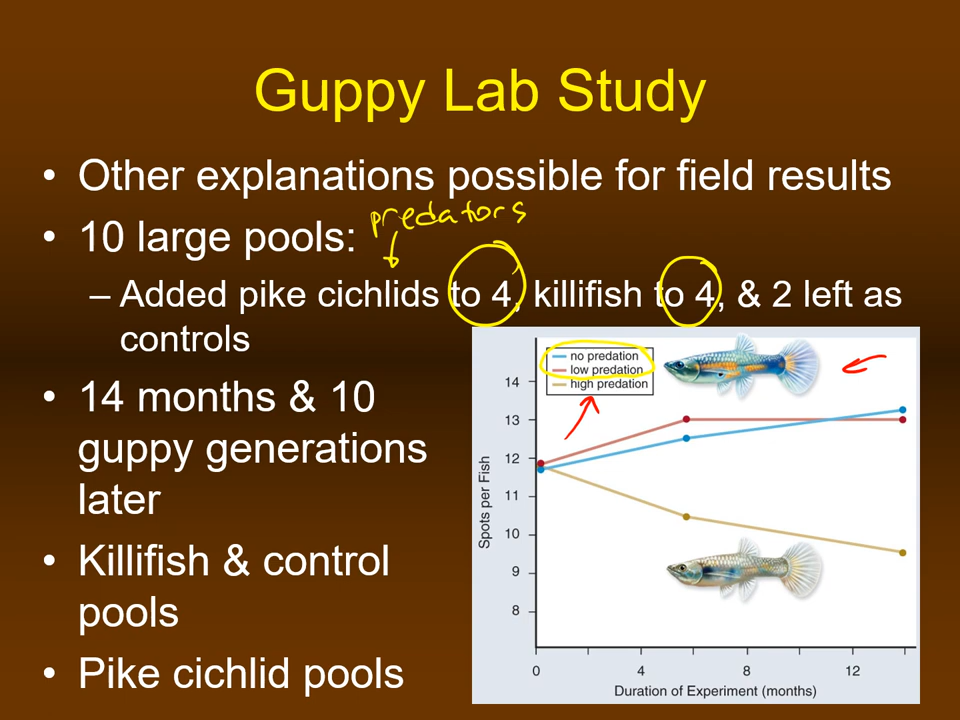 Guppy Lab Study
• Other explanations possible for field results
predators
• 10 large pools:
– Added pike cichlids to 4, killifish to 4, & 2 left as
controls
• 14 months & 10
guppy generations
later
• Killifish & control
pools
• Pike cichlid pools
no predation
low predation
high predation
14
13
12
11
10
9
8
Spots per Fish
0 4 8 12
Duration of Experiment (months)